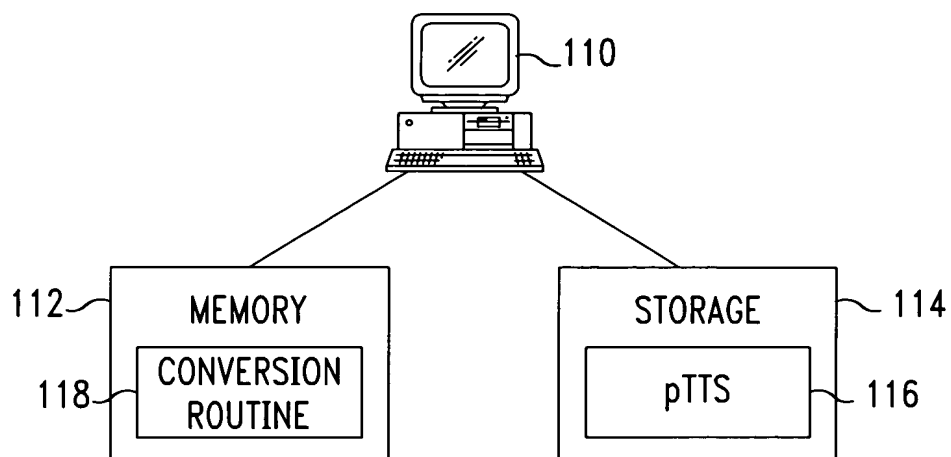 110
112
MEMORY
STORAGE
114
118
CONVERSION
ROUTINE
pTTS
116